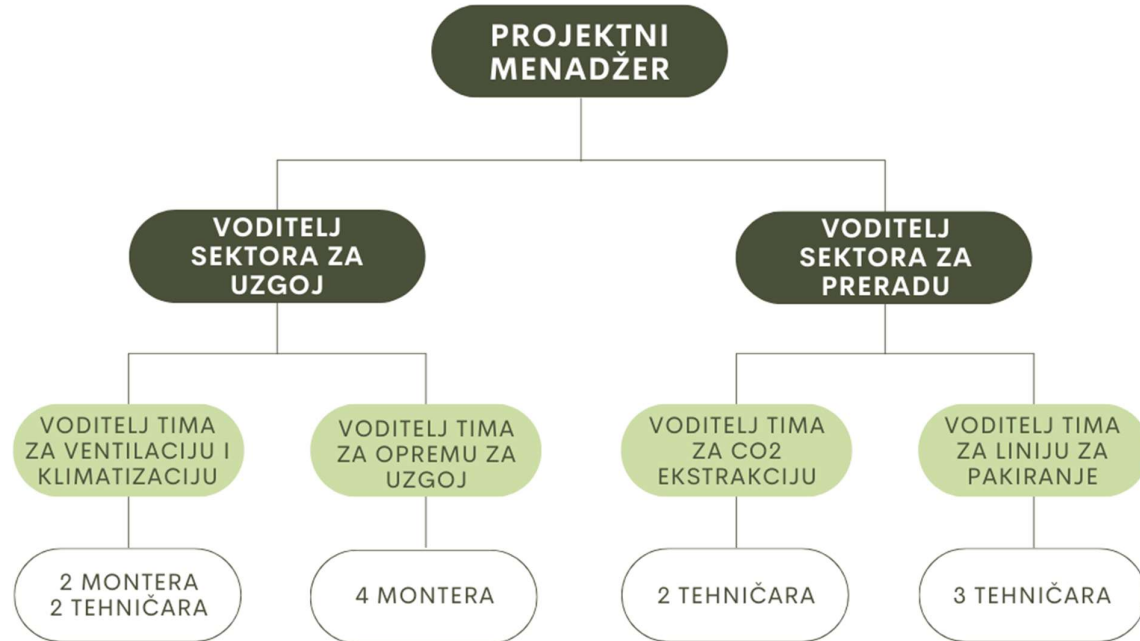 PROJEKTNI
MENADŽER
VODITELJ
SEKTORA ZA
UZGOJ
VODITELJ
SEKTORA ZA
PRERADU
VODITELJ TIMA
ZA VENTILACIJU I
KLIMATIZACIJU
VODITELJ TIMA
ZA OPREMU ZA
UZGOJ
VODITELJ TIMA
ZA CO2
EKSTRAKCIJU
VODITELJ TIMA
ZA LINIJU ZA
PAKIRANJE
2 MONTERA
2 TEHNIČARA
4 MONTERA
2 TEHNIČARA
3 TEHNIČARA